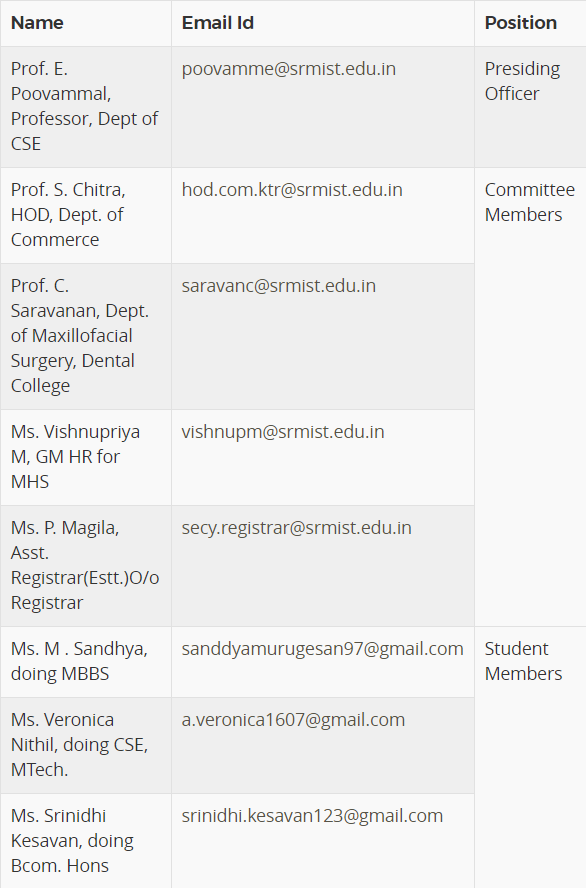 Name Email Id Position
Prof. E. poovamme@srmist.edu.in Presiding
Poovammal, Officer
Professor, Dept of
CSE
Prof. S. Chitra, hod.com.ktr@srmist.edu.in Committee
HOD, Dept. of Members
Commerce
Prof. C. saravanc@srmist.edu.in
Saravanan, Dept.
of Maxillofacial
Surgery, Dental
College
Ms. Vishnupriya vishnupm@srmist.edu.in
M, GM HR for
MHS
Ms. P. Magila, secy.registrar@srmist.edu.in
Asst.
Registrar(Estt.)O/o
Registrar
Ms. M . Sandhya, sanddyamurugesan97@gmail.com Student
doing MBBS Members
Ms. Veronica a.veronica1607@gmail.com
Nithil, doing CSE,
MTech.
Ms. Srinidhi srinidhi.kesavan123@gmail.com
Kesavan, doing
Bcom. Hons